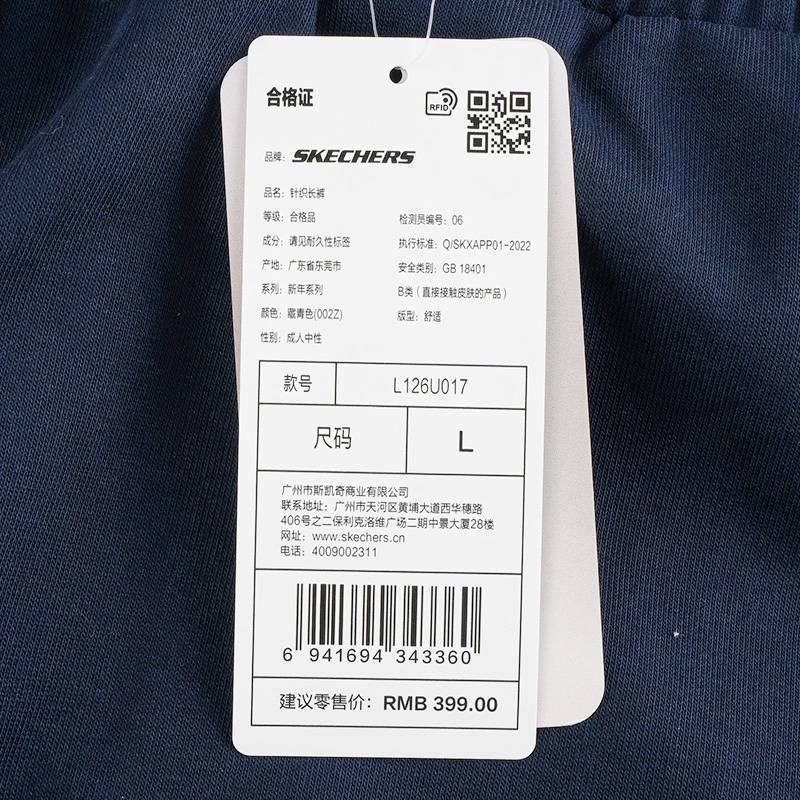 合格证
RFID
品牌: SKECHERS
品名: 针织长裤
等级: 合格品
检测员编号: 06
成分: 请见耐久性标签
执行标准: Q/SKXAPP01-2022
产地: 广东省东莞市
安全类别: GB 18401
系列: 新年系列
B类（直接接触皮肤的产品）
颜色: 藏青色(002Z)
版型: 舒适
性别: 成人中性
款号 L126U017
尺码 L
广州市斯凯奇商业有限公司
联系地址: 广州市天河区黄埔大道西华穗路
406号之二保利克洛维广场二期中景大厦28楼
网址: www.skechers.cn
电话: 4009002311
6 941694 343360
建议零售价: RMB 399.00